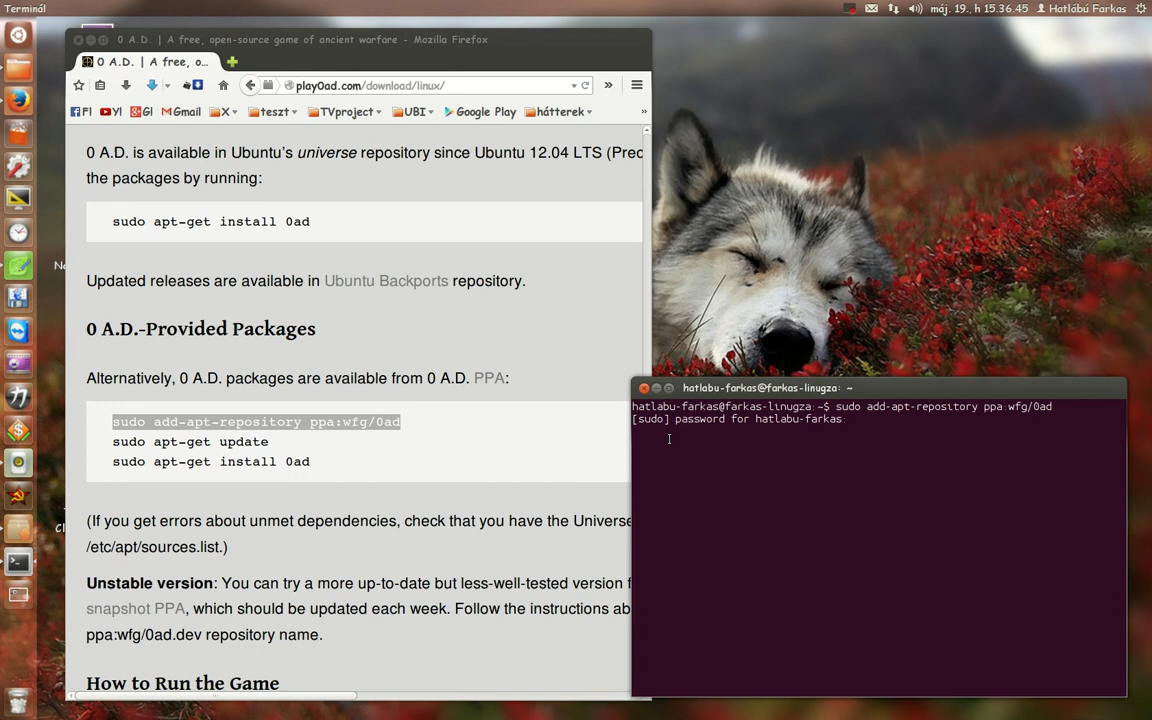 Terminál
máj. 19., h 15.36.45
Hatlábú Farkas
0 A.D. | A free, open-source game of ancient warfare - Mozilla Firefox
0 A.D. | A free, o...
play0ad.com/download/linux/
F!
Y!
G!
Gmail
X
teszt
TVproject
UBI
Google Play
hátterek
»
0 A.D. is available in Ubuntu's universe repository since Ubuntu 12.04 LTS (Prec
the packages by running:
sudo apt-get install 0ad
Updated releases are available in Ubuntu Backports repository.
0 A.D.-Provided Packages
Alternatively, 0 A.D. packages are available from 0 A.D. PPA:
sudo add-apt-repository ppa:wfg/0ad
sudo apt-get update
sudo apt-get install 0ad
(If you get errors about unmet dependencies, check that you have the Universe
/etc/apt/sources.list.)
Unstable version: You can try a more up-to-date but less-well-tested version f
snapshot PPA, which should be updated each week. Follow the instructions ab
ppa:wfg/0ad.dev repository name.
How to Run the Game
hatlabu-farkas@farkas-linugza: ~
hatlabu-farkas@farkas-linugza:~$ sudo add-apt-repository ppa:wfg/0ad
[sudo] password for hatlabu-farkas: